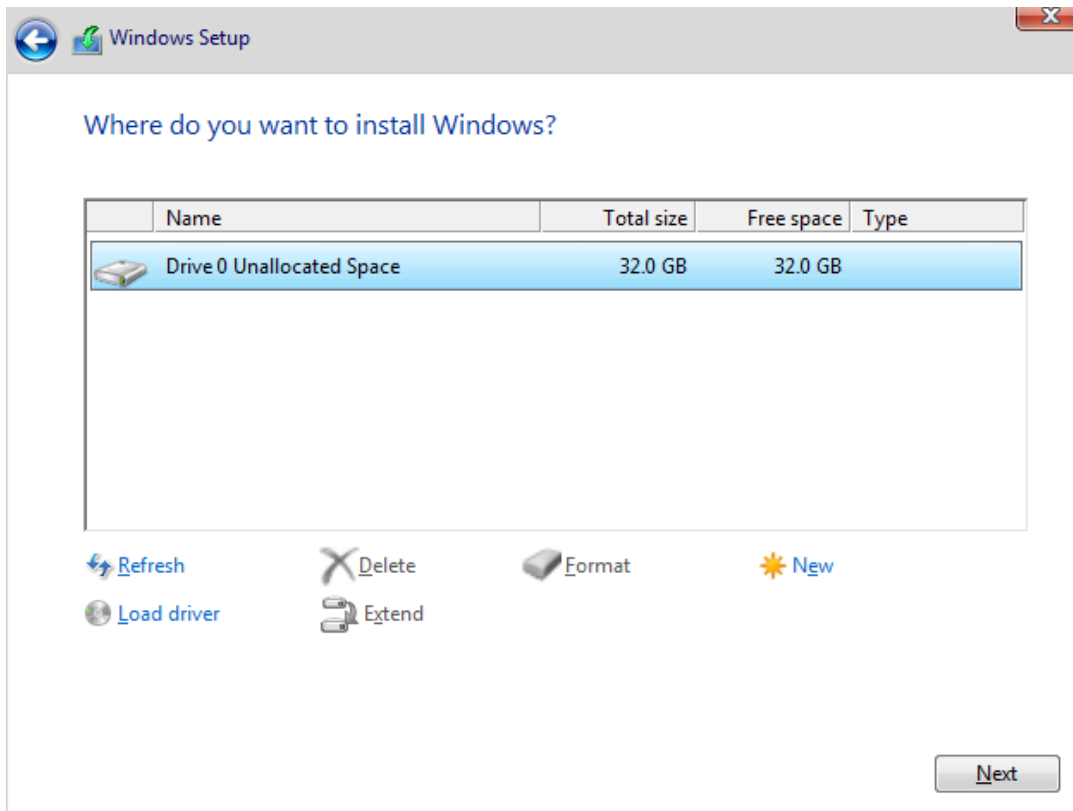 Windows Setup
Where do you want to install Windows?
Name Total size Free space Type
Drive 0 Unallocated Space 32.0 GB 32.0 GB
Refresh Delete Format New
Load driver Extend
Next